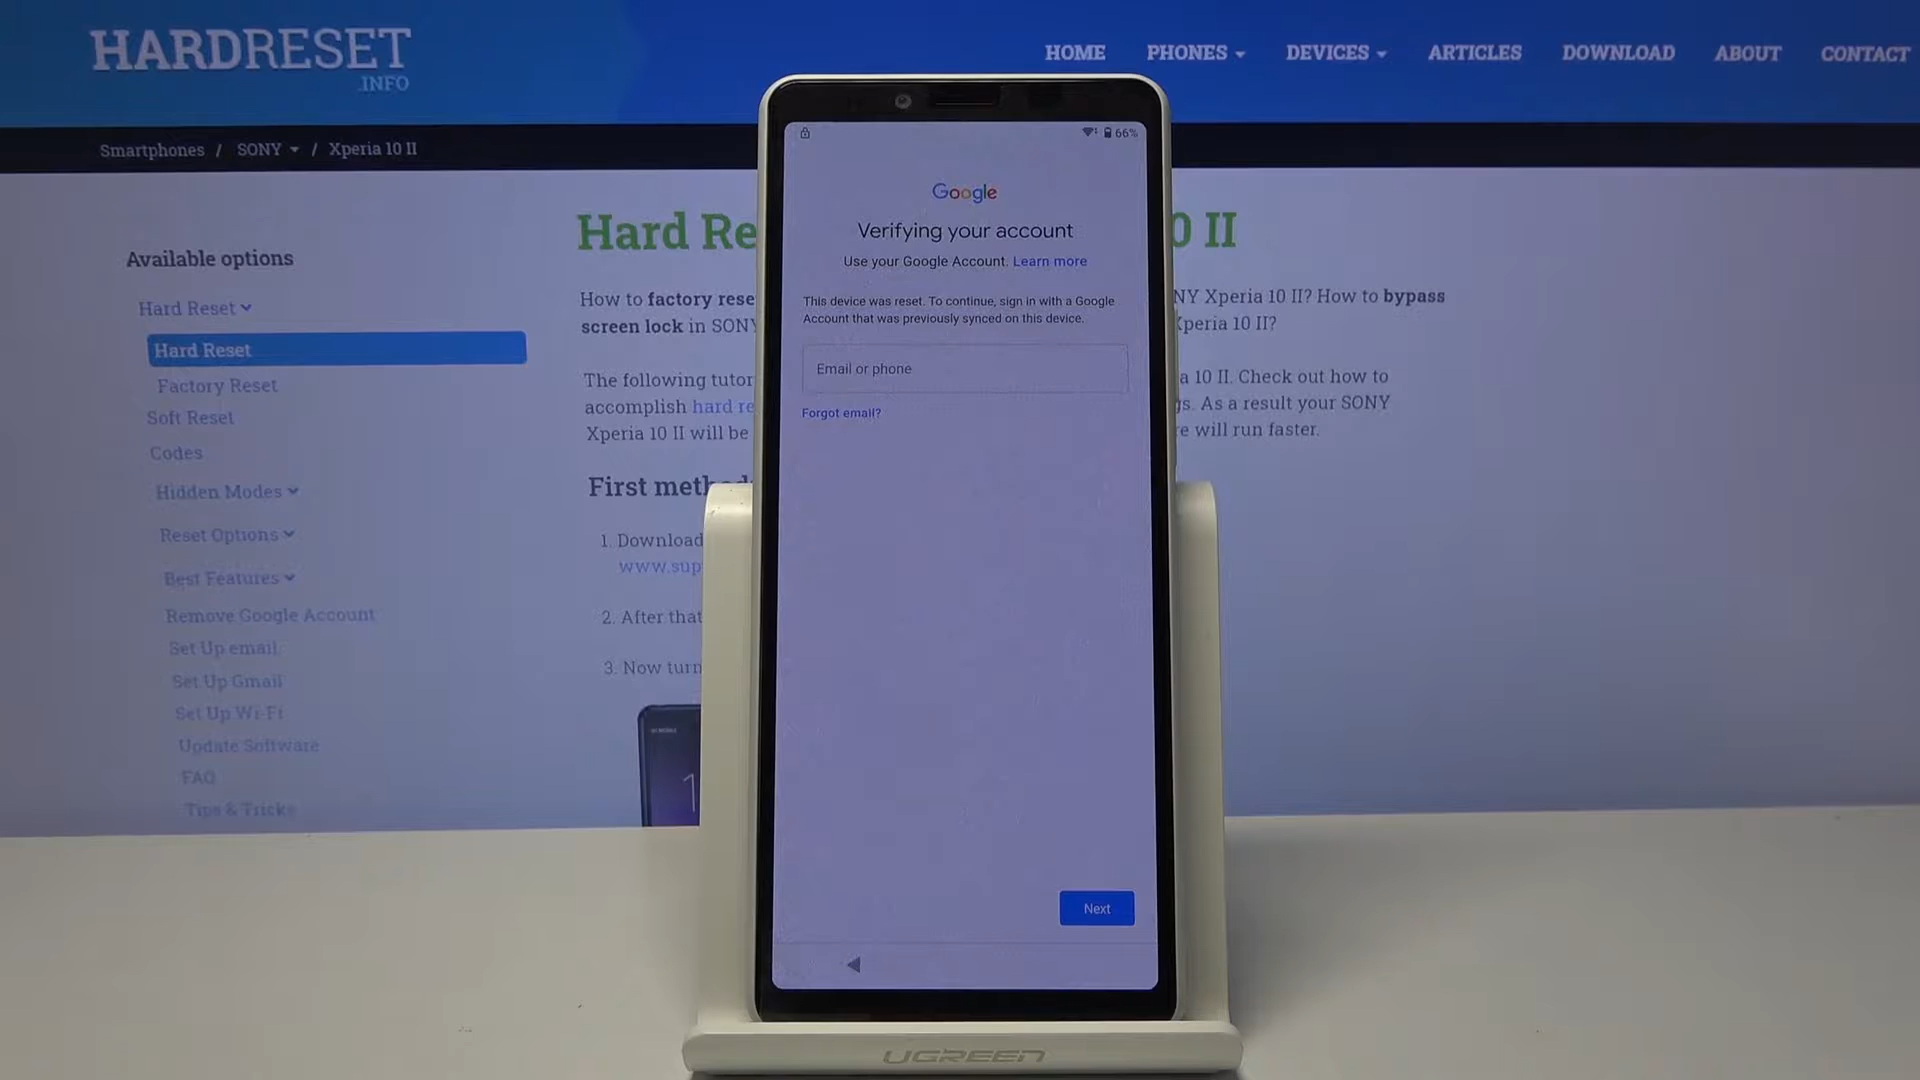 HARDRESET
.INFO
HOME PHONES DEVICES ARTICLES DOWNLOAD ABOUT CONTACT
Smartphones / SONY / Xperia 10 II
Available options
Hard Reset
Hard Reset
Factory Reset
Soft Reset
Codes
Hidden Modes
Reset Options
Best Features
Remove Google Account
Set Up email
Set Up Gmail
Set Up Wi-Fi
Update Software
FAQ
Tips & Tricks
Hard Re
0 II
How to factory rese
NY Xperia 10 II? How to bypass
screen lock in SONY
Xperia 10 II?
The following tutor
a 10 II. Check out how to
accomplish hard re
gs. As a result your SONY
Xperia 10 II will be
re will run faster.
First meth
1. Download
www.sup
2. After that
3. Now turn
66%
Google
Verifying your account
Use your Google Account. Learn more
This device was reset. To continue, sign in with a Google
Account that was previously synced on this device.
Email or phone
Forgot email?
Next
UGREEN